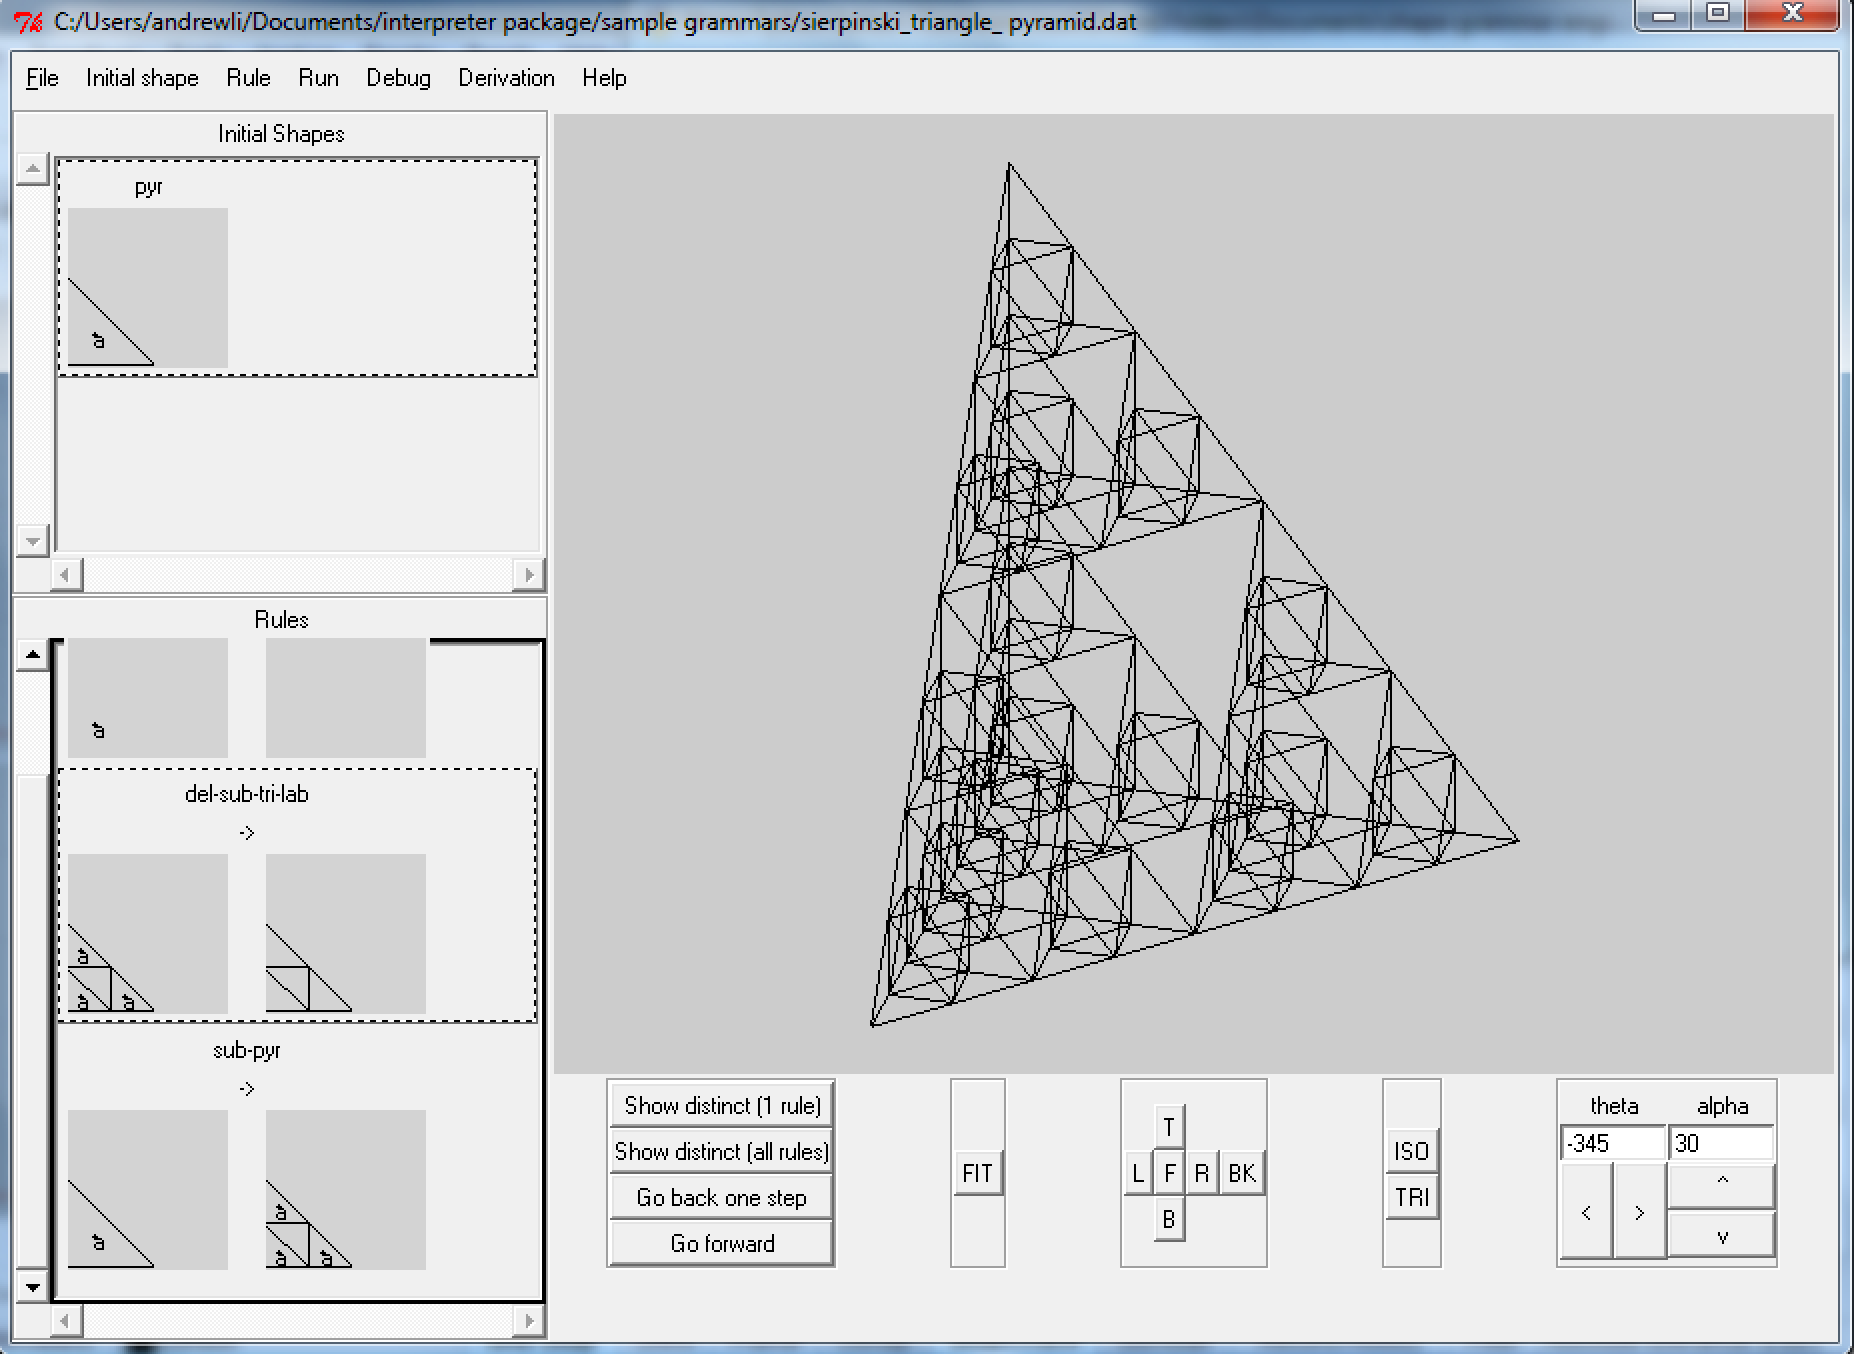 C:/Users/andrewli/Documents/interpreter package/sample grammars/sierpinski_triangle_ pyramid.dat
File Initial shape Rule Run Debug Derivation Help
Initial Shapes
pyr
a
Rules
a
del-sub-tri-lab
->
a
a a
sub-pyr
->
a
a
a a
Show distinct (1 rule)
Show distinct (all rules)
Go back one step
Go forward
FIT
T
L F R BK
B
ISO
TRI
theta alpha
-345 30
< > ^
v